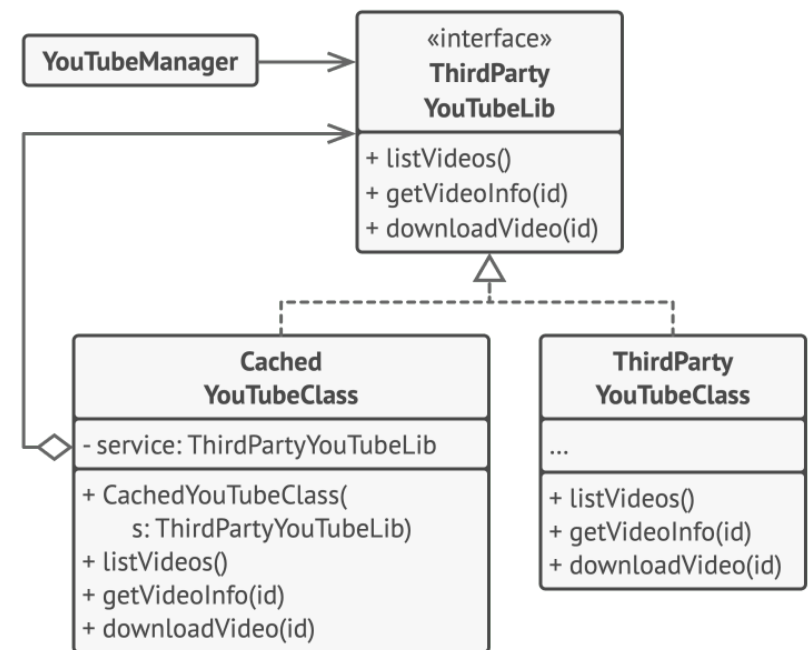 YouTubeManager
«interface»
ThirdParty
YouTubeLib
+ listVideos()
+ getVideoInfo(id)
+ downloadVideo(id)
Cached
YouTubeClass
- service: ThirdPartyYouTubeLib
+ CachedYouTubeClass(
s: ThirdPartyYouTubeLib)
+ listVideos()
+ getVideoInfo(id)
+ downloadVideo(id)
ThirdParty
YouTubeClass
...
+ listVideos()
+ getVideoInfo(id)
+ downloadVideo(id)